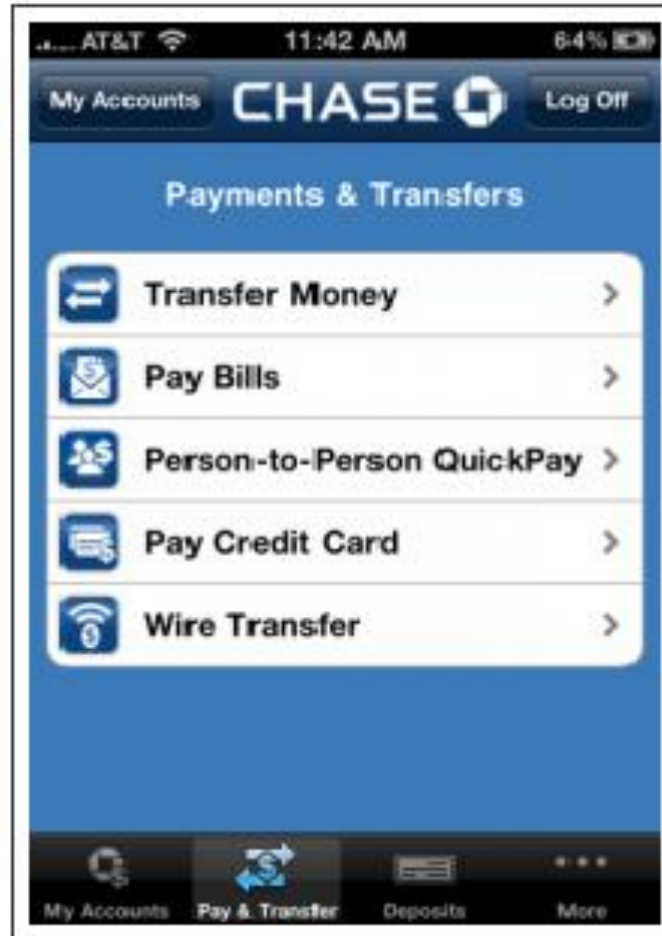 AT&T 11:42 AM 64%
My Accounts CHASE Log Off
Payments & Transfers
Transfer Money
Pay Bills
Person-to-Person QuickPay
Pay Credit Card
Wire Transfer
My Accounts Pay & Transfer Deposits More